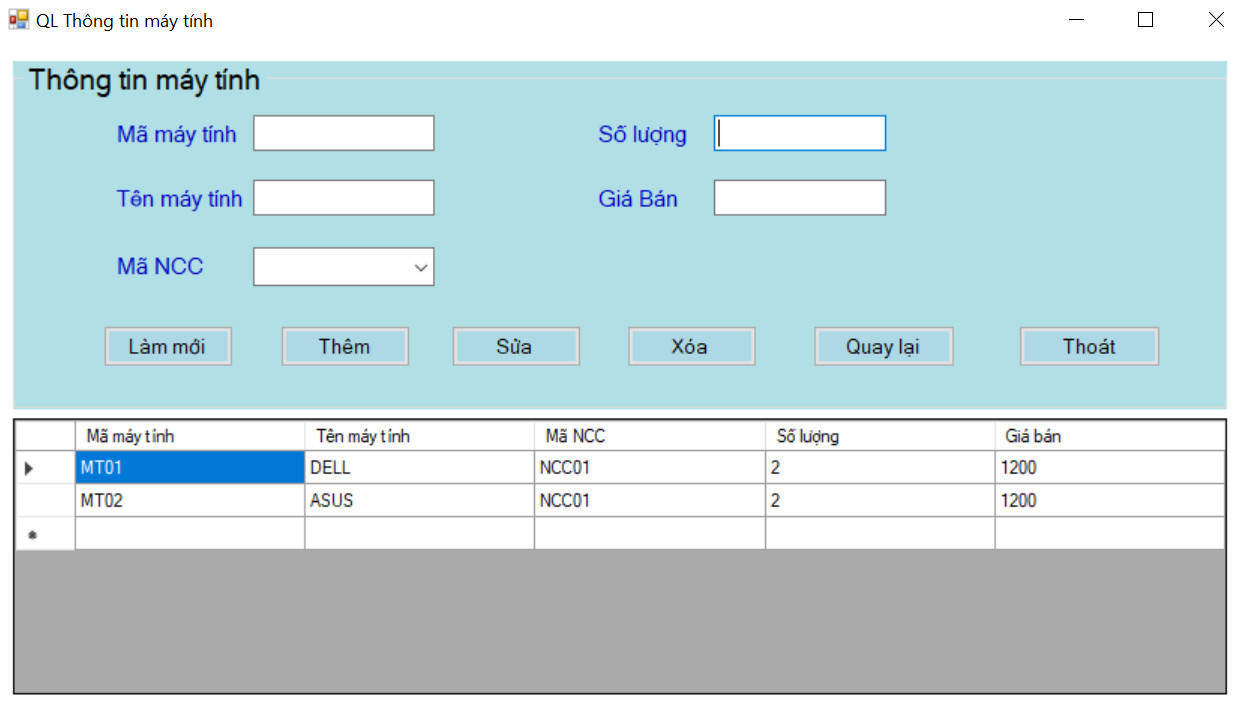 QL Thông tin máy tính
Thông tin máy tính
Mã máy tính Số lượng
Tên máy tính Giá Bán
Mã NCC
Làm mới Thêm Sửa Xóa Quay lại Thoát
Mã máy tính Tên máy tính Mã NCC Số lượng Giá bán
MT01 DELL NCC01 2 1200
MT02 ASUS NCC01 2 1200